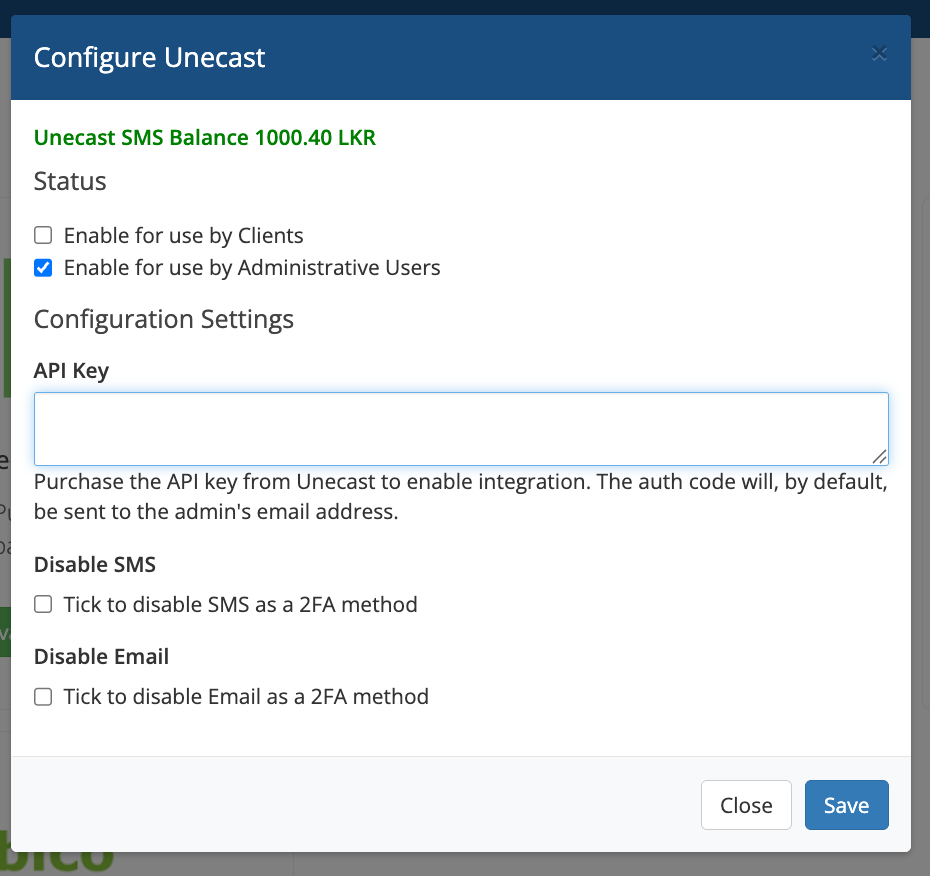 Configure Unecast
×
Unecast SMS Balance 1000.40 LKR
Status
Enable for use by Clients
Enable for use by Administrative Users
Configuration Settings
API Key
Purchase the API key from Unecast to enable integration. The auth code will, by default,
be sent to the admin's email address.
Disable SMS
Tick to disable SMS as a 2FA method
Disable Email
Tick to disable Email as a 2FA method
Close
Save